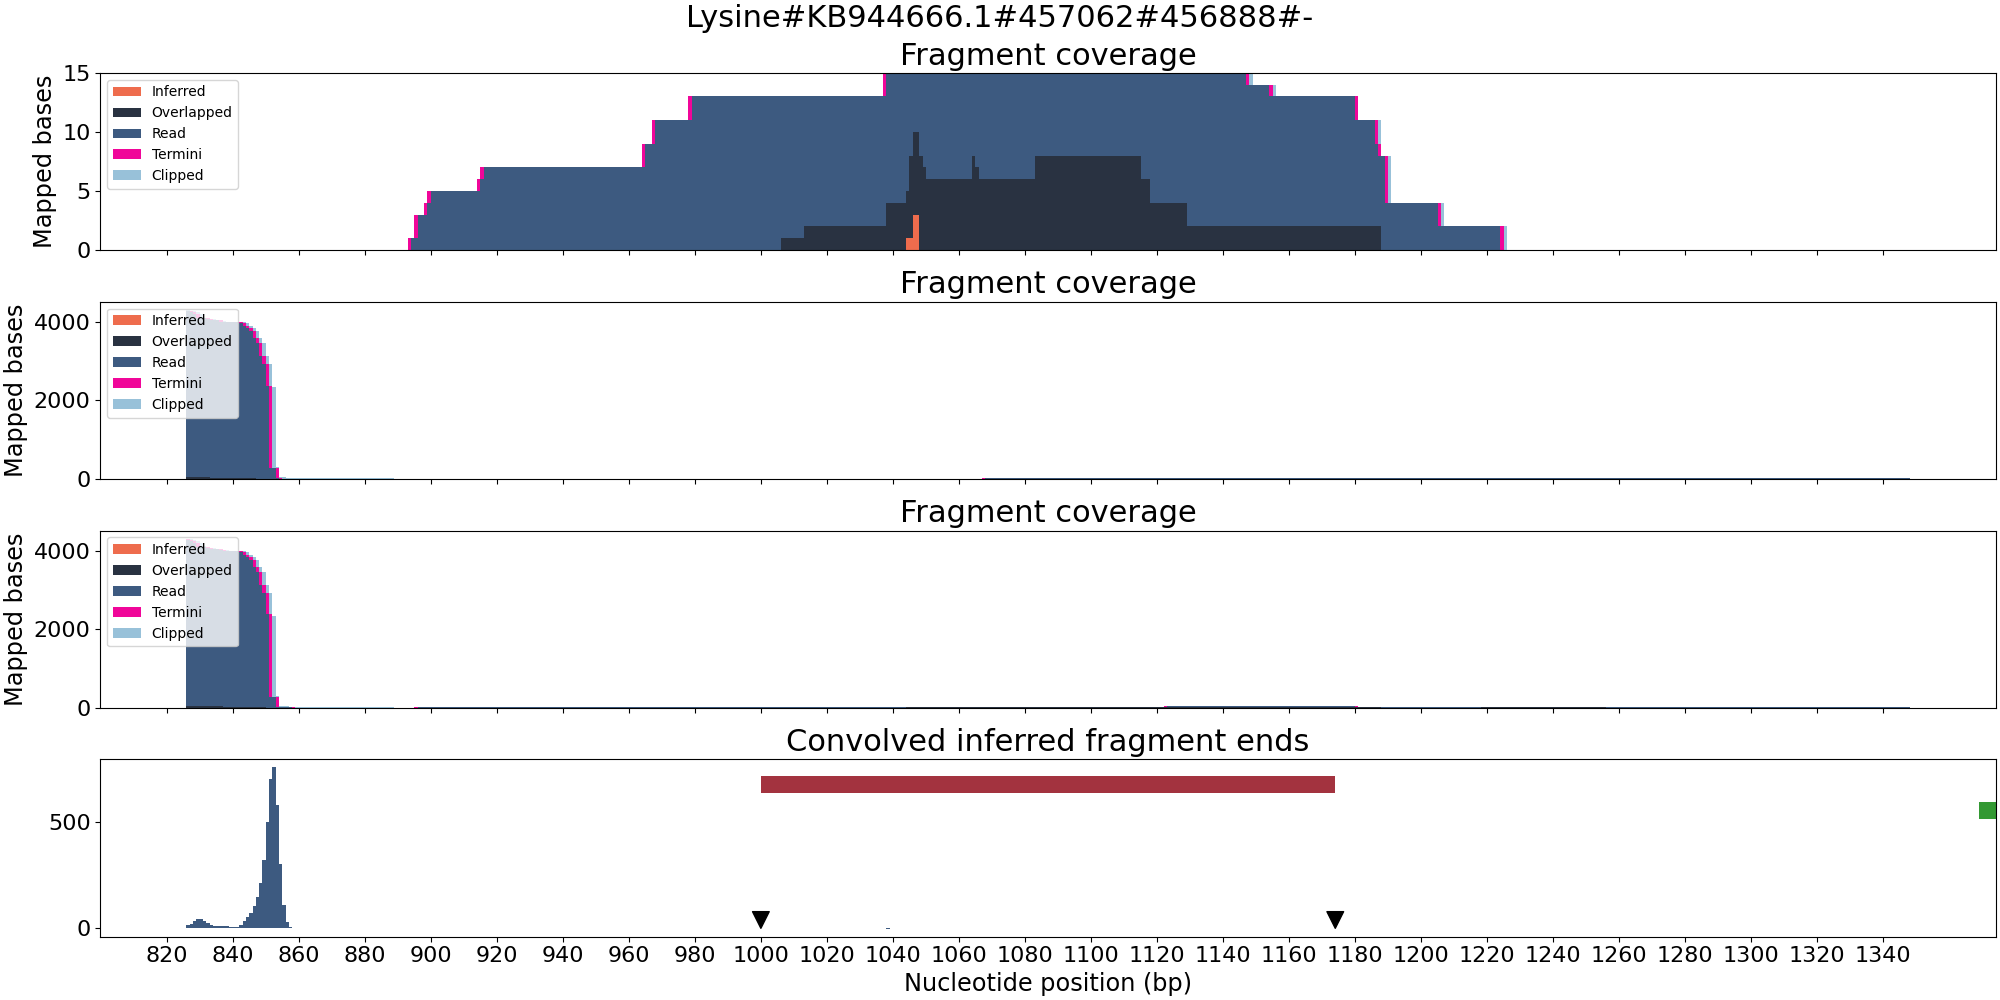 Lysine#KB944666.1#457062#456888#-
Fragment coverage
Mapped bases
15
10
5
0
Inferred
Overlapped
Read
Termini
Clipped
Fragment coverage
Mapped bases
4000
2000
0
Inferred
Overlapped
Read
Termini
Clipped
Fragment coverage
Mapped bases
4000
2000
0
Inferred
Overlapped
Read
Termini
Clipped
Convolved inferred fragment ends
500
0
820 840 860 880 900 920 940 960 980 1000 1020 1040 1060 1080 1100 1120 1140 1160 1180 1200 1220 1240 1260 1280 1300 1320 1340
Nucleotide position (bp)